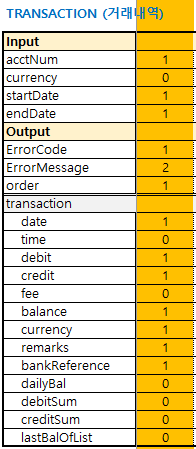 TRANSACTION (거래내역)
Input
acctNum 1
currency 0
startDate 1
endDate 1
Output
ErrorCode 1
ErrorMessage 2
order 1
transaction
date 1
time 0
debit 1
credit 1
fee 0
balance 1
currency 1
remarks 1
bankReference 1
dailyBal 0
debitSum 0
creditSum 0
lastBalOfList 0